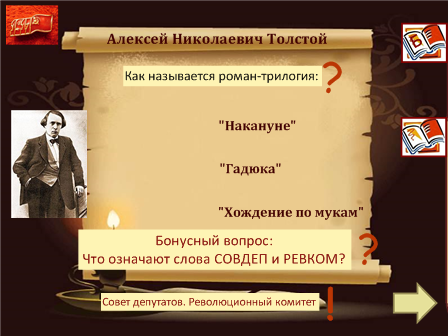 Алексей Николаевич Толстой
Как называется роман-трилогия:
?
"Накануне"
"Гадюка"
"Хождение по мукам"
Бонусный вопрос:
Что означают слова СОВДЕП и РЕВКОМ?
?
Совет депутатов. Революционный комитет
!
Б